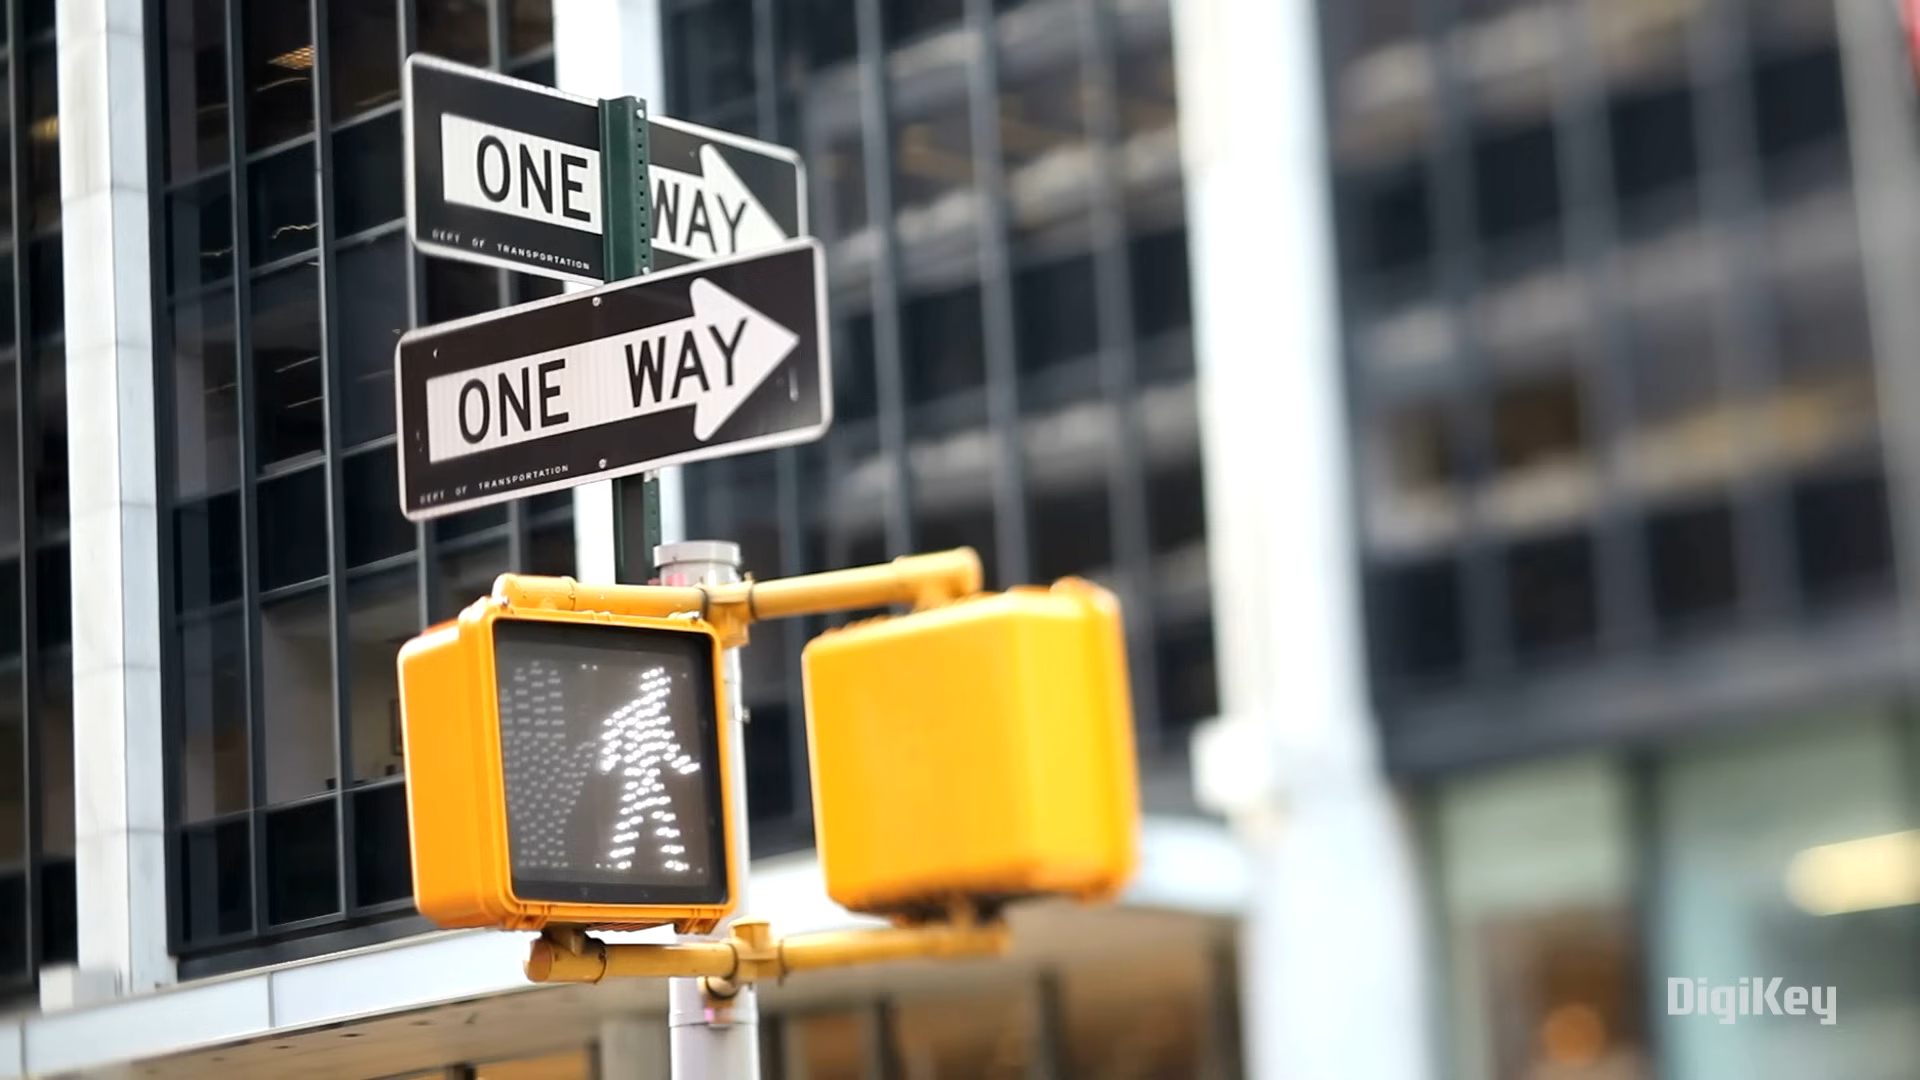 ONE WAY
DEPT OF TRANSPORTATION
ONE WAY
DEPT OF TRANSPORTATION
DigiKey